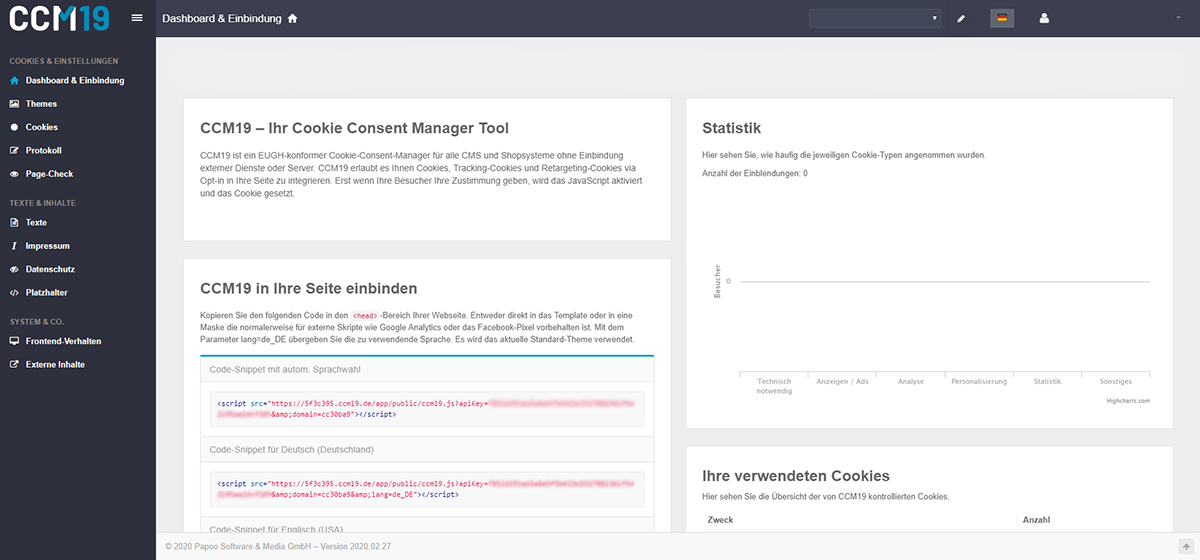 CCM19
Dashboard & Einbindung
COOKIES & EINSTELLUNGEN
Dashboard & Einbindung
Themes
Cookies
Protokoll
Page-Check
TEXTE & INHALTE
Texte
Impressum
Datenschutz
Platzhalter
SYSTEM & CO.
Frontend-Verhalten
Externe Inhalte
CCM19 – Ihr Cookie Consent Manager Tool
CCM19 ist ein EUGH-konformer Cookie-Consent-Manager für alle CMS und Shopsysteme ohne Einbindung
externer Dienste oder Server. CCM19 erlaubt es Ihnen Cookies, Tracking-Cookies und Retargeting-Cookies via
Opt-in in Ihre Seite zu integrieren. Erst wenn Ihre Besucher Ihre Zustimmung geben, wird das JavaScript aktiviert
und das Cookie gesetzt.
CCM19 in Ihre Seite einbinden
Kopieren Sie den folgenden Code in den <head> -Bereich Ihrer Webseite. Entweder direkt in das Template oder in eine
Maske die normalerweise für externe Skripte wie Google Analytics oder das Facebook-Pixel vorbehalten ist. Mit dem
Parameter lang=de_DE übergeben Sie die zu verwendende Sprache. Es wird das aktuelle Standard-Theme verwendet.
Code-Snippet mit autom. Sprachwahl
<script src="https://5f3c395.ccm19.de/app/public/ccm19.js?apiKey=
&amp;domain=cc30ba9"></script>
Code-Snippet für Deutsch (Deutschland)
<script src="https://5f3c395.ccm19.de/app/public/ccm19.js?apiKey=
&amp;domain=cc30ba9&amp;lang=de_DE"></script>
Code-Snippet für Englisch (USA)
Statistik
Hier sehen Sie, wie häufig die jeweiligen Cookie-Typen angenommen wurden.
Anzahl der Einblendungen: 0
Besucher
0
Technisch
notwendig
Anzeigen / Ads
Analyse
Personalisierung
Statistik
Sonstiges
Highcharts.com
Ihre verwendeten Cookies
Hier sehen Sie die Übersicht der von CCM19 kontrollierten Cookies.
Zweck
Anzahl
© 2020 Papoo Software & Media GmbH – Version 2020.02.27